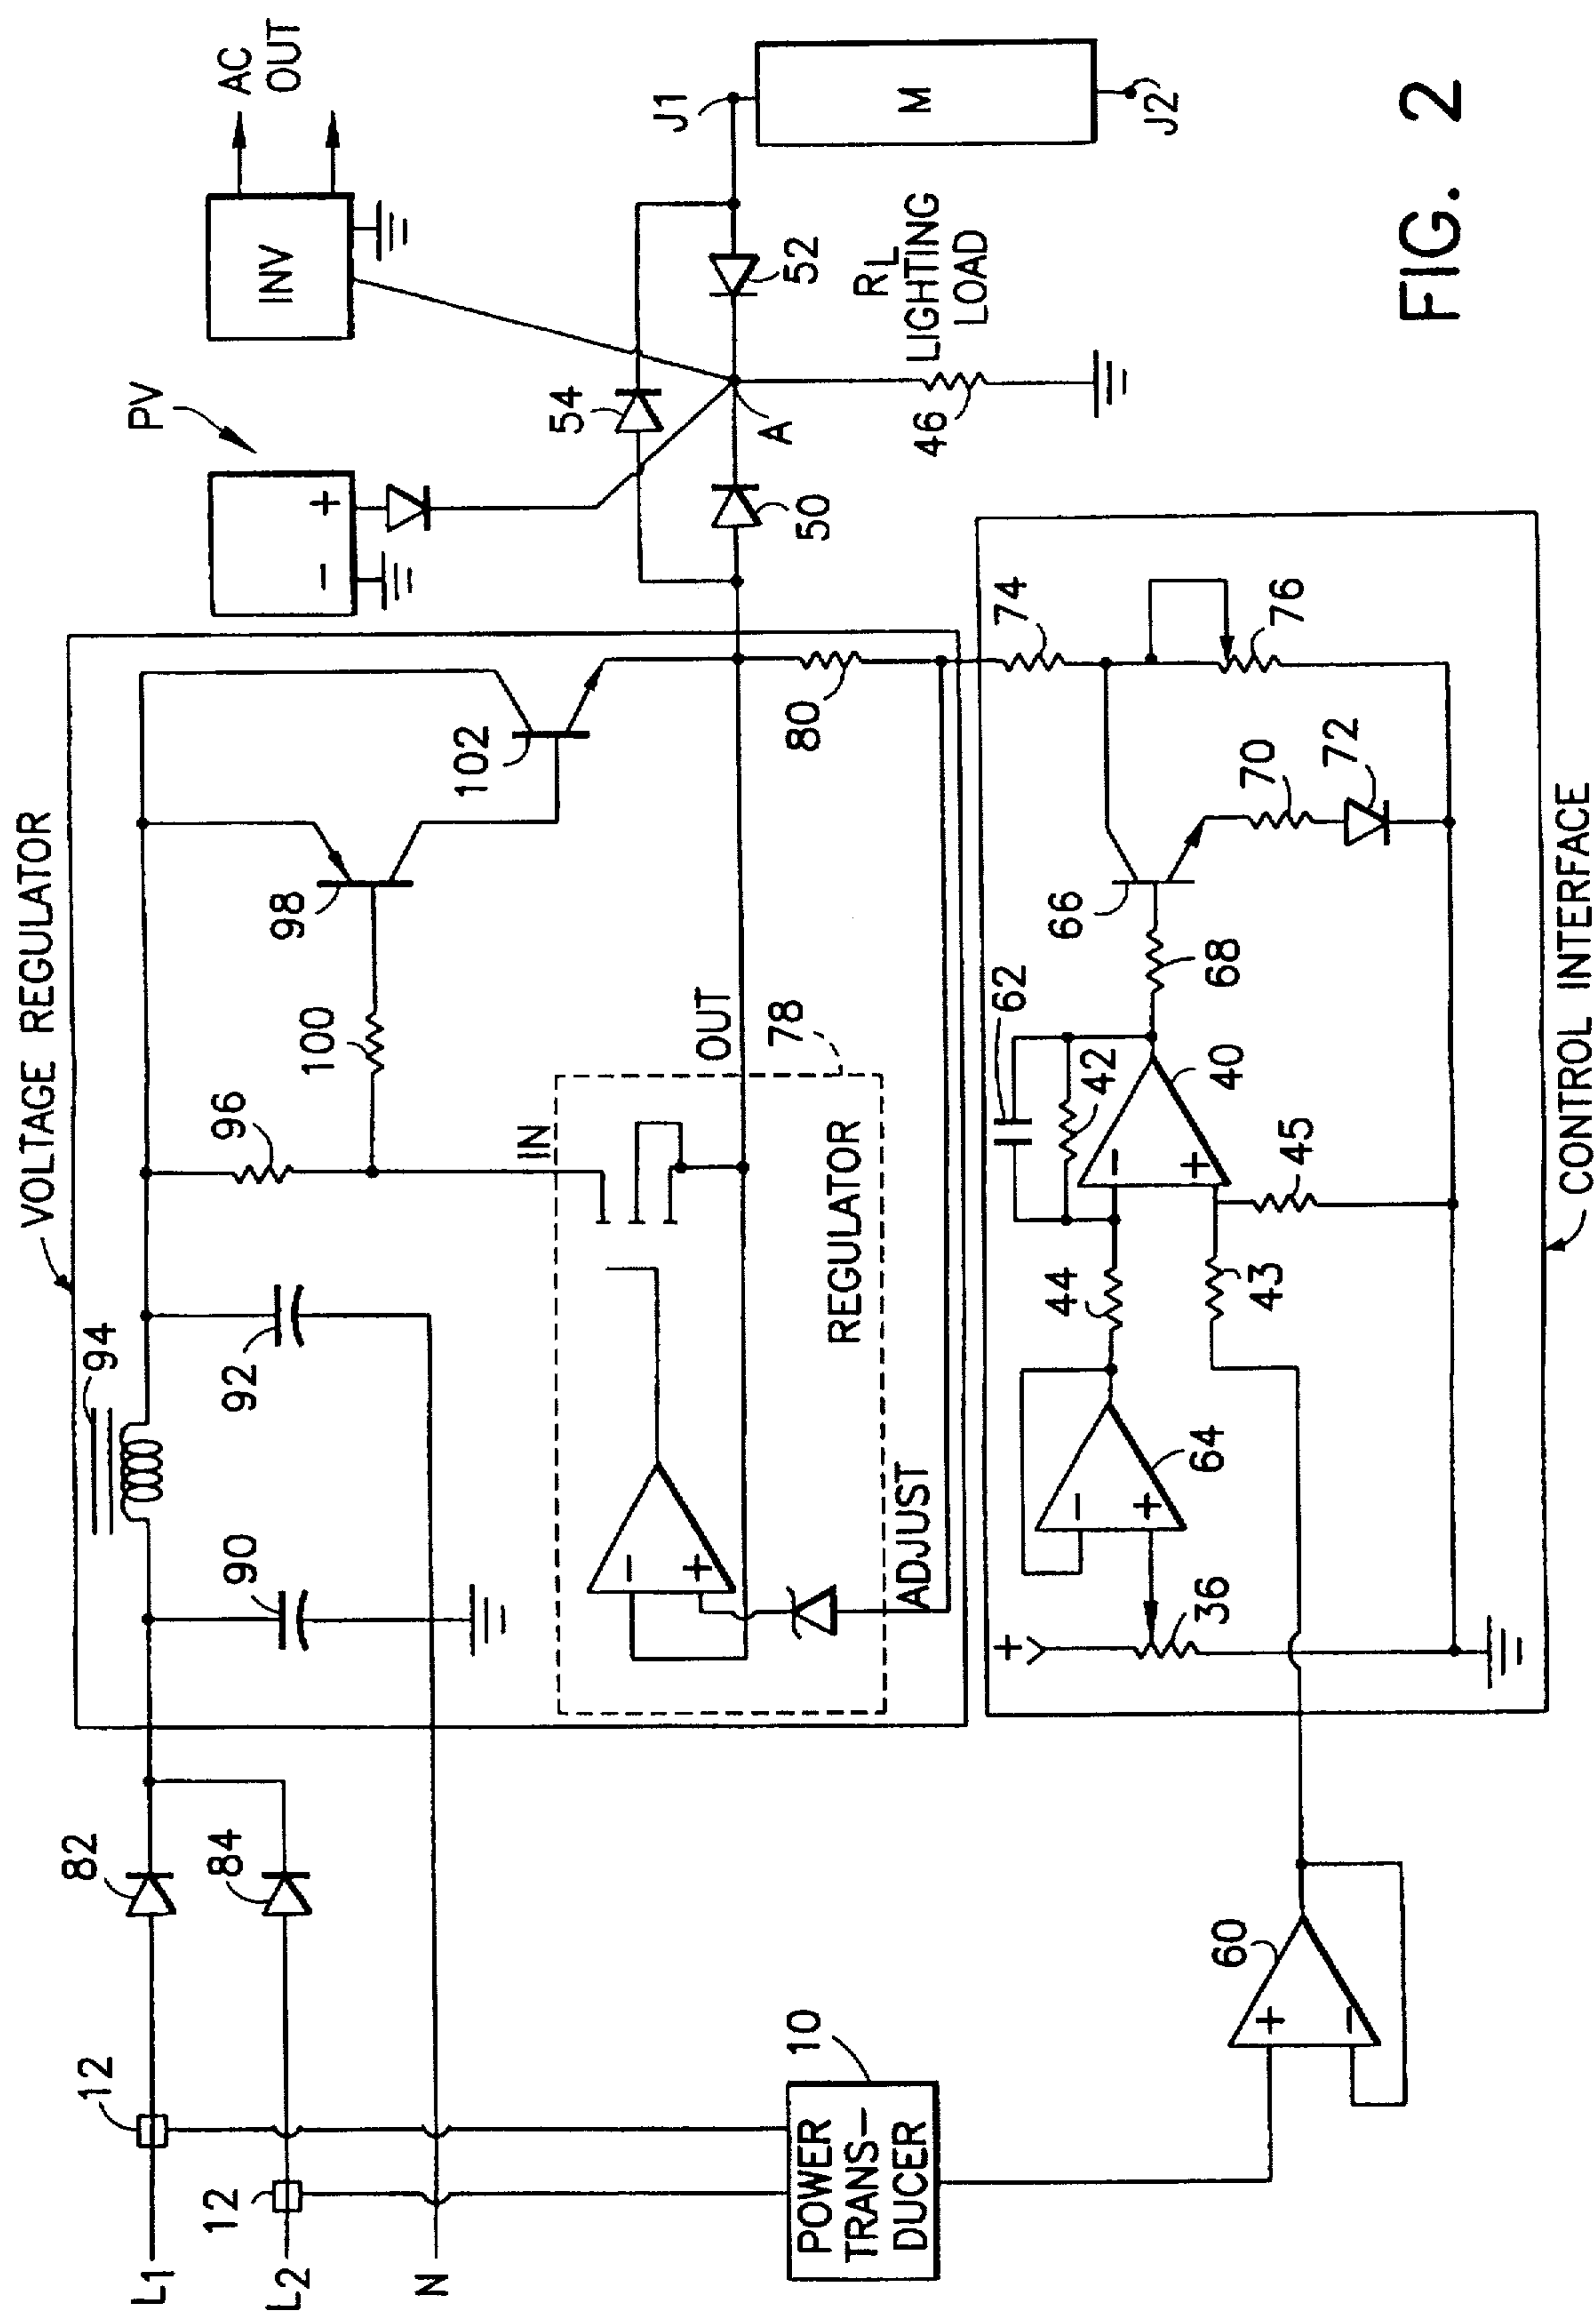 VOLTAGE REGULATOR
94
90
92
96
100
98
102
IN
OUT
78
REGULATOR
ADJUST
-
+
80
PV
-
+
INV
AC
OUT
54
50
52
A
46
RL
LIGHTING
LOAD
J1
M
J2
L1
L2
N
12
12
82
84
POWER
TRANS-
DUCER
10
60
+
-
+
36
64
-
+
44
43
45
62
42
40
-
+
68
66
70
72
74
76
CONTROL INTERFACE
FIG. 2